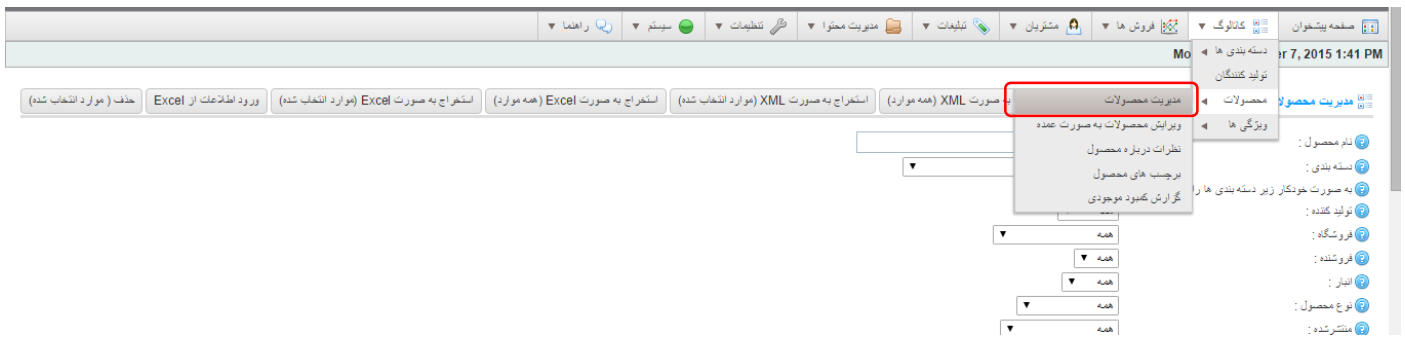 صفحه پیشخوان کاتالوگ فروش ها مشتریان تبلیغات مدیریت محتوا تنظیمات سیستم راهنما
Mo er 7, 2015 1:41 PM
دسته بندی ها
تولید کنندگان
محصولات
ویژگی ها
مدیریت محصولات
ویرایش محصولات به صورت عمده
نظرات درباره محصول
برچسب های محصول
گزارش کمبود موجودی
مدیریت محصولا به صورت XML (همه موارد) استخراج به صورت XML (موارد انتخاب شده) استخراج به صورت Excel (همه موارد) استخراج به صورت Excel (موارد انتخاب شده) ورود اطلاعات از Excel حذف ( موارد انتخاب شده)
نام محصول :
دسته بندی :
به صورت خودکار زیر دسته بندی ها را
تولید کننده :
فروشگاه : همه
فروشنده : همه
انبار : همه
نوع محصول : همه
منتشر شده : همه